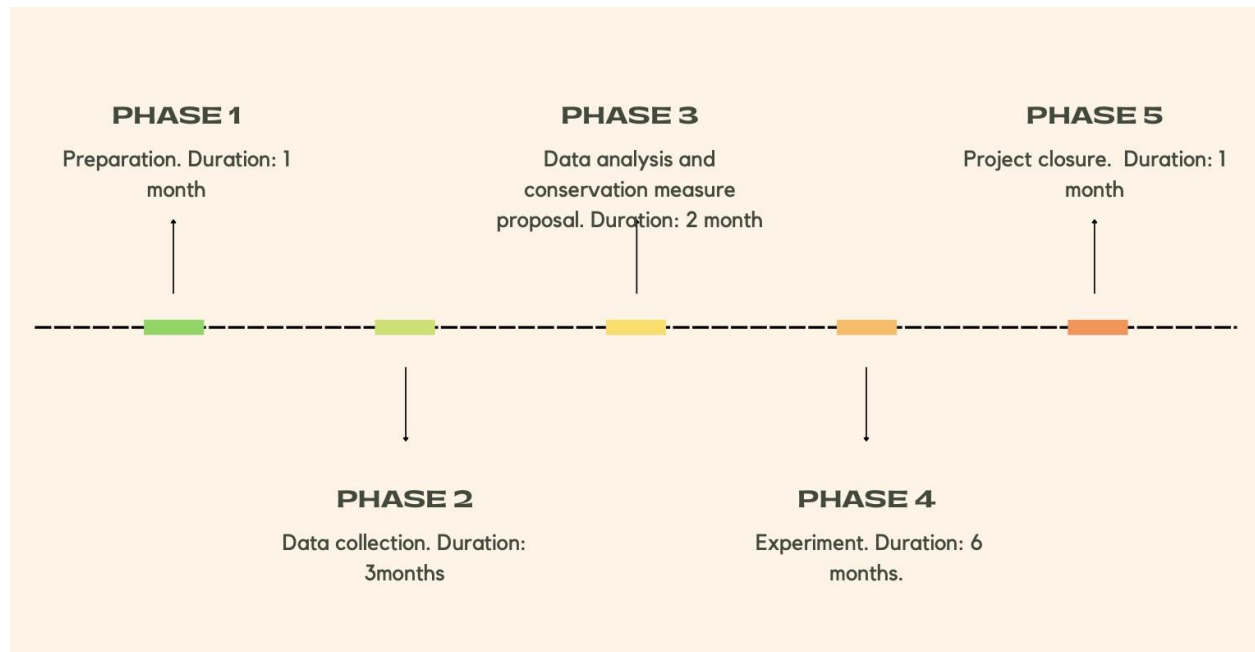 PHASE 1
Preparation. Duration: 1
month
PHASE 3
Data analysis and
conservation measure
proposal. Duration: 2 month
PHASE 5
Project closure.  Duration: 1
month
PHASE 2
Data collection. Duration:
3months
PHASE 4
Experiment. Duration: 6
months.